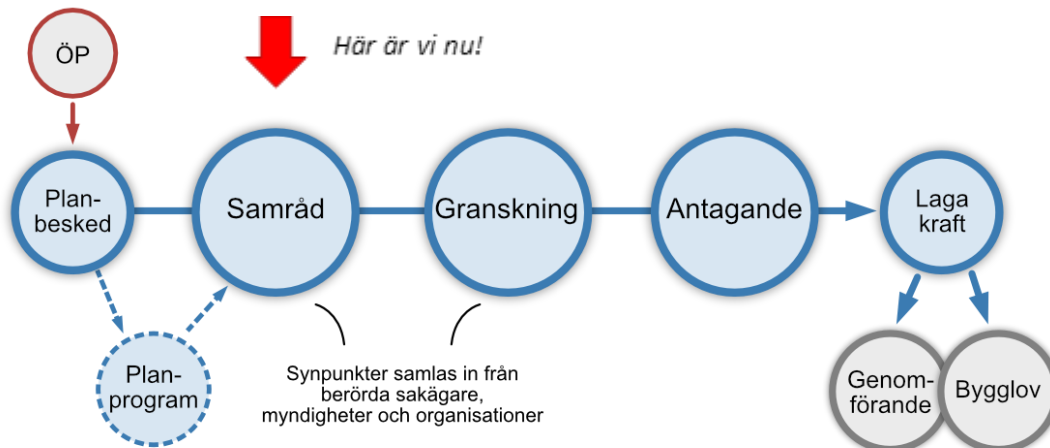 ÖP
Här är vi nu!
Plan-
besked
Samråd
Granskning
Antagande
Laga
kraft
Plan-
program
Synpunkter samlas in från
berörda sakägare,
myndigheter och organisationer
Genom-
förande
Bygglov